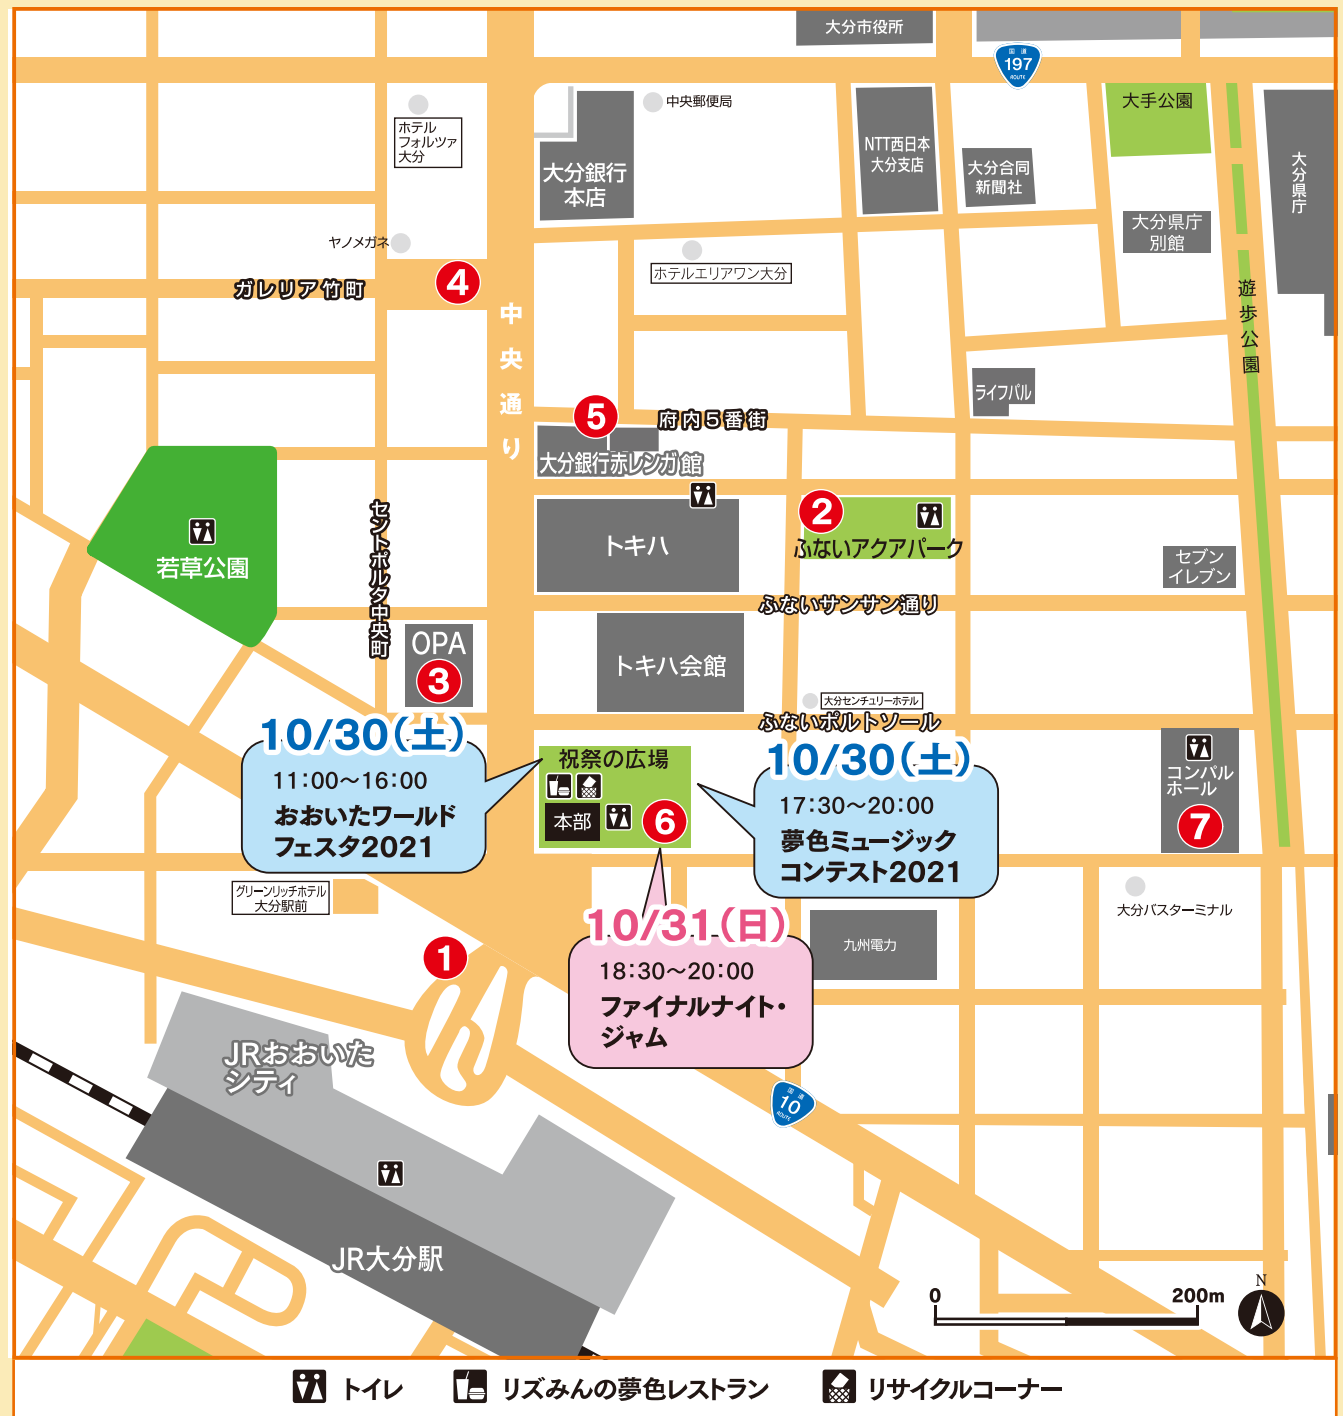 大分市役所
国道
197
ROUTE
大手公園
中央郵便局
ホテル
フォルツァ
大分
大分銀行
本店
NTT西日本
大分支店
大分合同
新聞社
大分県庁
大分県庁
別館
ヤノメガネ
ガレリア竹町
4
ホテルエリアワン大分
中央通り
遊歩公園
ライフパル
5
府内5番街
大分銀行赤レンガ館
2
ふないアクアパーク
トキハ
若草公園
セントポルタ中央町
セブン
イレブン
ふないサンサン通り
OPA
3
トキハ会館
大分センチュリーホテル
ふないポルトソール
10/30(土)
11:00〜16:00
おおいたワールド
フェスタ2021
祝祭の広場
本部
6
10/30(土)
17:30〜20:00
夢色ミュージック
コンテスト2021
コンパル
ホール
7
グリーンリッチホテル
大分駅前
大分バスターミナル
10/31(日)
18:30〜20:00
ファイナルナイト・
ジャム
九州電力
1
JRおおいた
シティ
国道
10
ROUTE
JR大分駅
0
200m
N
トイレ
リズみんの夢色レストラン
リサイクルコーナー